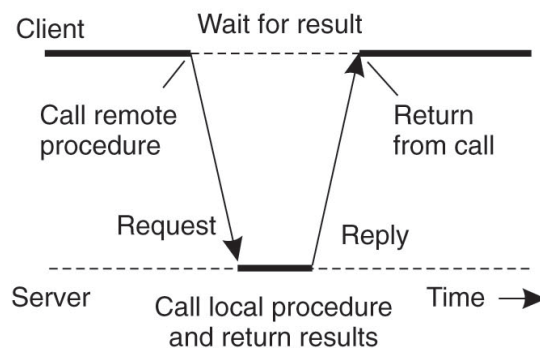 Client
Wait for result
Call remote
procedure
Return
from call
Request
Reply
Server
Call local procedure
and return results
Time